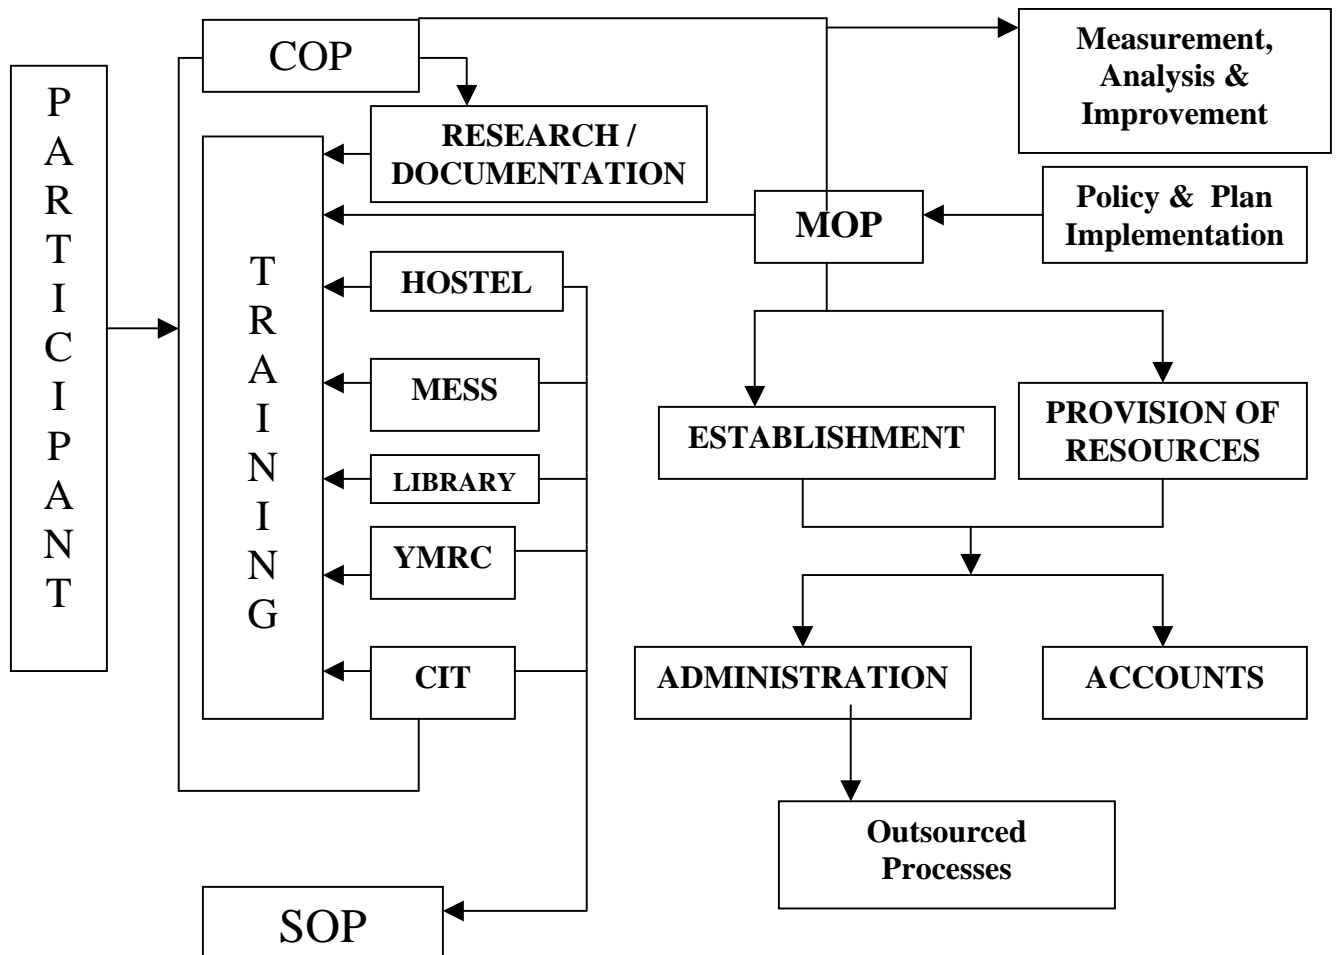 COP
Measurement,
Analysis &
Improvement
P
A
R
T
I
C
I
P
A
N
T
RESEARCH /
DOCUMENTATION
Policy & Plan
Implementation
MOP
T
R
A
I
N
I
N
G
HOSTEL
MESS
LIBRARY
YMRC
CIT
ESTABLISHMENT
PROVISION OF
RESOURCES
ADMINISTRATION
ACCOUNTS
Outsourced
Processes
SOP